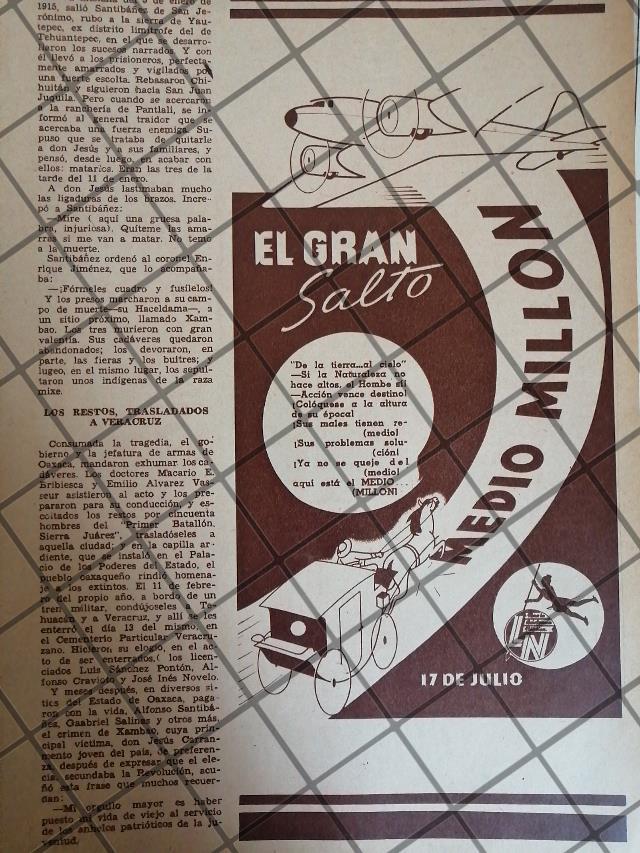 1915, salió Santibáñez de San Je-
rónimo, rubo a la sierra de Yau-
tepec, ex distrito limítrofe del de
Tehuantepec, en el que se desarro-
llaron los sucesos narrados. Y con
él llevó a los prisioneros, perfecta-
mente amarrados y vigilados por
una fuerte escolta. Rebasaron Chi-
huitán y siguieron hacia San Juan
Juquila. Pero cuando se acercaron
a la ranchería de Pantlali, se in-
formó al general traidor que se
acercaba una fuerza enemiga. Su-
puso que se trataba de quitarle
a don Jesús y a sus familiares, y
pensó, desde luego, en acabar con
ellos: matarlos. Eran las tres de la
tarde del 11 de enero.
A don Jesús lastimaban mucho
las ligaduras de los brazos. Incre-
pó a Santibáñez:
—Mire ( aquí una gruesa pala-
bra, injuriosa). Quíteme las ama-
rras si me van a matar. No temo
a la muerte.
Santibáñez ordenó al coronel En-
rique Jiménez, que lo acompaña-
ba:
—¡Fórmeles cuadro y fusílelos!
Y los presos marcharon a su cam-
po de muerte—su Haceldama—, a
un sitio próximo, llamado Xam-
bao. Los tres murieron con gran
valentía. Sus cadáveres quedaron
abandonados; los devoraron, en
parte, las fieras y los buitres; y
lugeo, en el mismo lugar, los sepul-
taron unos indígenas de la raza
mixe.
LOS RESTOS, TRASLADADOS
A VERACRUZ
Consumada la tragedia, el go-
bierno y la jefatura de armas de
Oaxaca, mandaron exhumar los ca-
dáveres. Los doctores Macario E.
Bribiesca y Emilio Alvarez Vas-
seur asistieron al acto y los pre-
pararon para su conducción, y es-
coltados los restos por cincuenta
hombres del "Primer Batallón,
Sierra Juárez", trasladóseles a
aquella ciudad; y en la capilla ar-
diente, que se instaló en el Pala-
cio de los Poderes del Estado, el
pueblo oaxaqueño rindió homena-
je a los extintos. El 11 de febre-
ro del propio año, a bordo de un
tren militar, condújoseles a Te-
huacán y a Veracruz, y allí se les
enterró el día 13 del mismo, en
el Cementerio Particular Veracru-
zano. Hicieron su elogio, en el ac-
to de ser enterrados,( los licen-
ciados Luis Sánchez Pontón, Al-
fonso Cravioto y José Inés Novelo.
Y meses después, en diversos si-
tics del Estado de Oaxaca, paga-
ron con la vida, Alfonso Santibá-
ñez, Gaabriel Salinas y otros más,
el crimen de Xambao, cuya prin-
cipal víctima, don Jesús Carran-
mento joven del país, de preferen-
za, después de expresar que el ele-
cia, secundaba la Revolución, acu-
ñó esta frase que muchos recuer-
dan:
—Mi orgullo mayor es haber
puesto mi vida de viejo al servicio
de los anhelos patrióticos de la ju-
ventud.
EL GRAN
Salto
MEDIO MILLON
"De la tierra...al cielo"
—Si la Naturaleza no
hace altos, el Hombe sí!
—Acción vence destino!
¡Colóquese a la altura
de su época!
¡Sus males tienen re-
(medio!
¡Sus problemas solu-
(ción!
¡Ya no se queje del
(medio!
aquí está el MEDIO...
(MILLON!
LN
17 DE JULIO